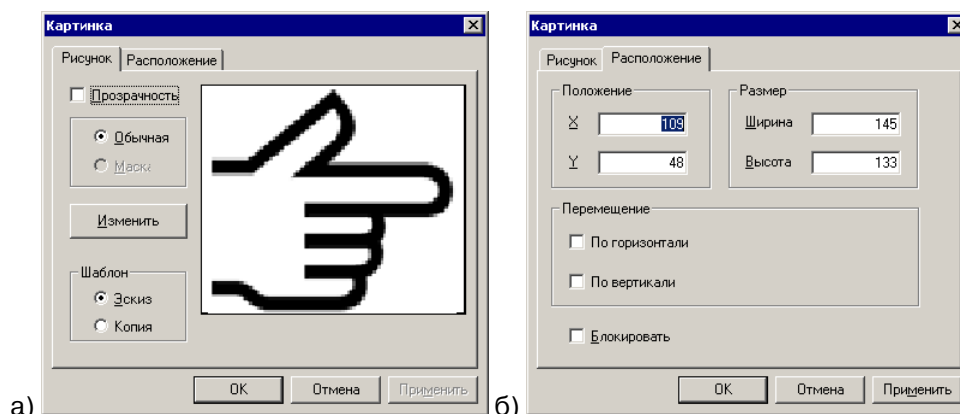 Картинка
Рисунок Расположение
Прозрачность
Обычная
Маска
Изменить
Шаблон
Эскиз
Копия
OK Отмена Применить
а)
Картинка
Рисунок Расположение
Положение
X 109
Y 48
Размер
Ширина 145
Высота 133
Перемещение
По горизонтали
По вертикали
Блокировать
OK Отмена Применить
б)